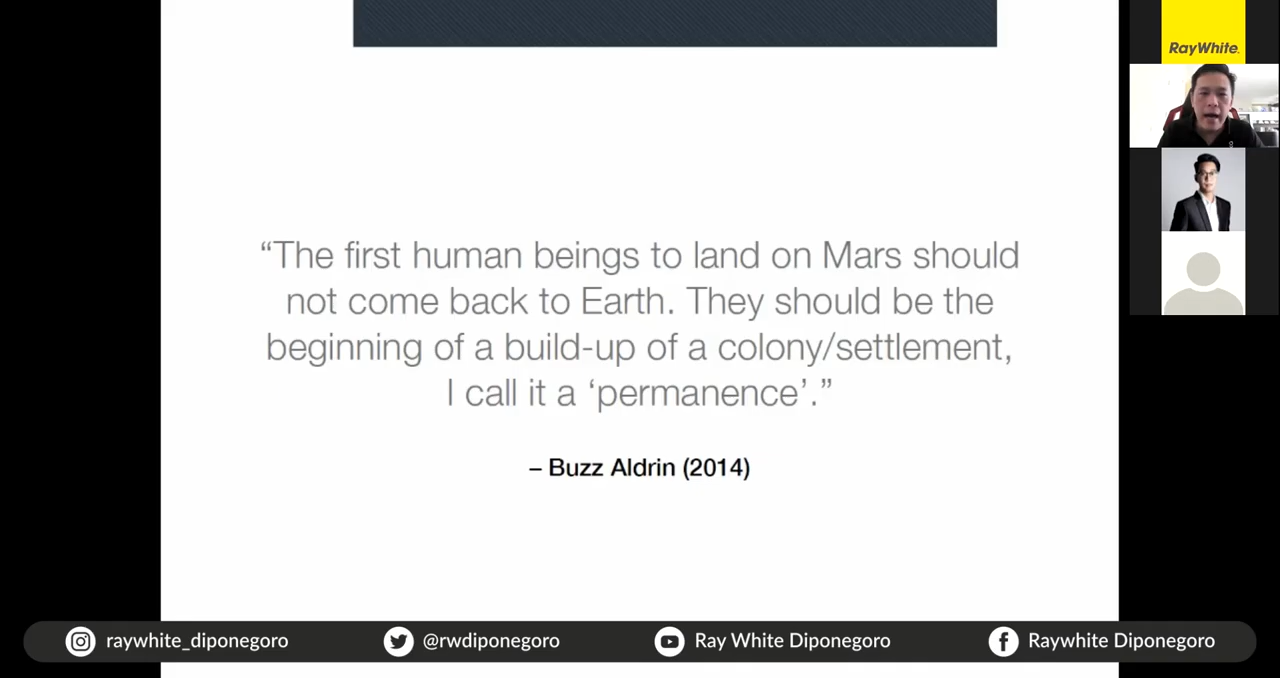 RayWhite.
“The first human beings to land on Mars should
not come back to Earth. They should be the
beginning of a build-up of a colony/settlement,
I call it a ‘permanence’.”
– Buzz Aldrin (2014)
raywhite_diponegoro
@rwdiponegoro
Ray White Diponegoro
Raywhite Diponegoro